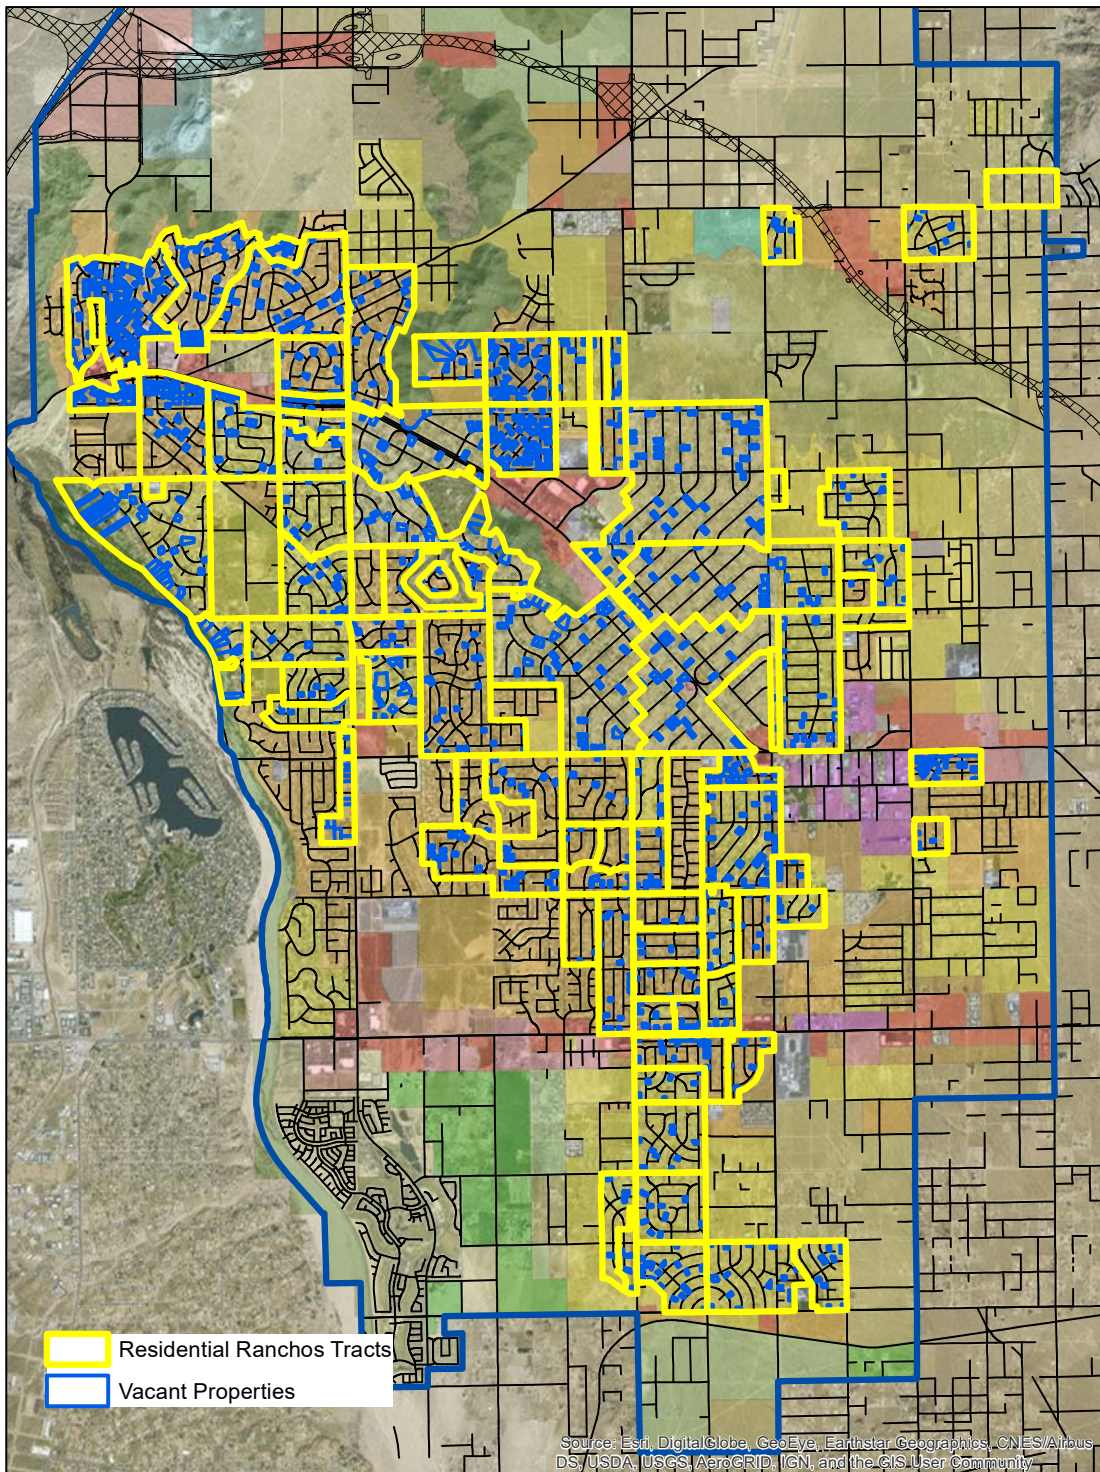 Residential Ranchos Tracts
Vacant Properties
Source: Esri, DigitalGlobe, GeoEye, Earthstar Geographics, CNES/Airbus
DS, USDA, USGS, AeroGRID, IGN, and the GIS User Community